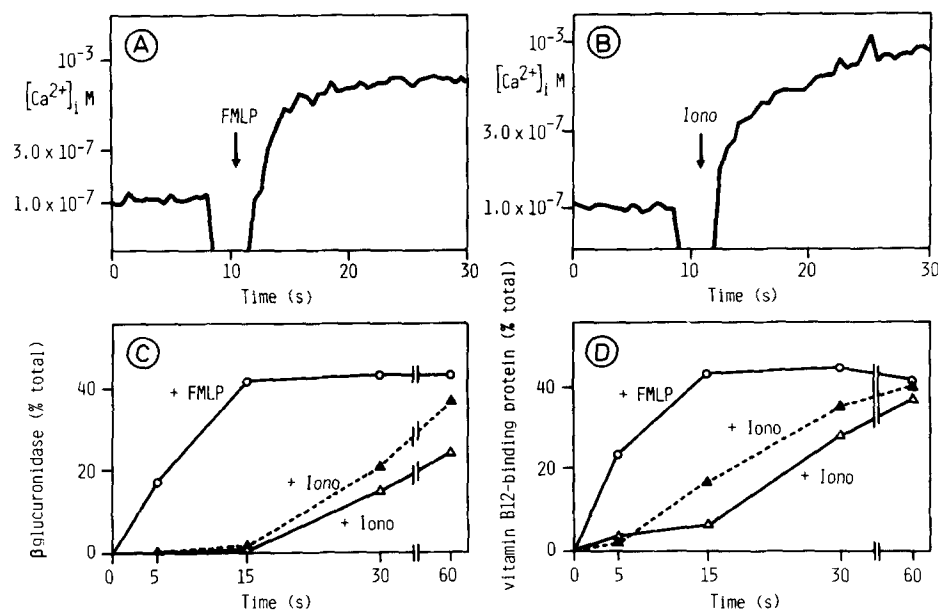 A
10⁻³
[Ca²⁺]ᵢ M
FMLP
3.0 x 10⁻⁷
1.0 x 10⁻⁷
0 10 20 30
Time (s)
B
10⁻³
[Ca²⁺]ᵢ M
Iono
3.0 x 10⁻⁷
1.0 x 10⁻⁷
0 10 20 30
Time (s)
C
βglucuronidase (% total)
40
20
0
+ FMLP
+ Iono
+ Iono
0 5 15 30 60
Time (s)
D
vitamin B12-binding protein (% total)
40
20
0
+ FMLP
+ Iono
+ Iono
0 5 15 30 60
Time (s)